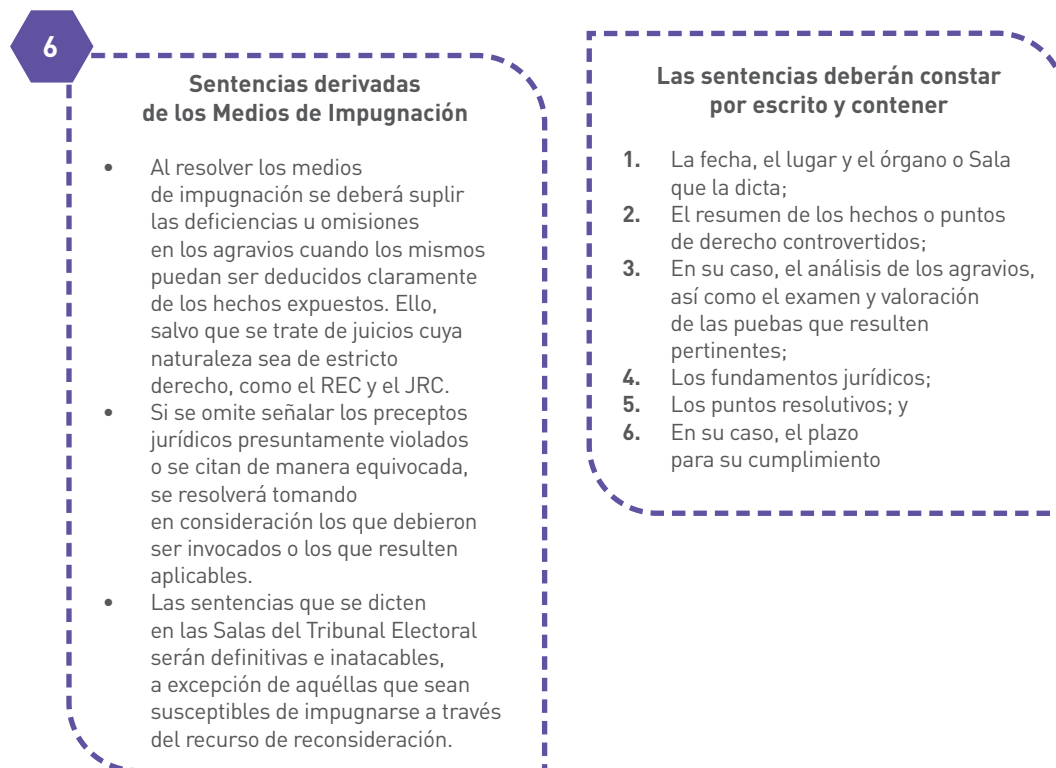 6
Sentencias derivadas
de los Medios de Impugnación
• Al resolver los medios
de impugnación se deberá suplir
las deficiencias u omisiones
en los agravios cuando los mismos
puedan ser deducidos claramente
de los hechos expuestos. Ello,
salvo que se trate de juicios cuya
naturaleza sea de estricto
derecho, como el REC y el JRC.
• Si se omite señalar los preceptos
jurídicos presuntamente violados
o se citan de manera equivocada,
se resolverá tomando
en consideración los que debieron
ser invocados o los que resulten
aplicables.
• Las sentencias que se dicten
en las Salas del Tribunal Electoral
serán definitivas e inatacables,
a excepción de aquéllas que sean
susceptibles de impugnarse a través
del recurso de reconsideración.
Las sentencias deberán constar
por escrito y contener
1. La fecha, el lugar y el órgano o Sala
que la dicta;
2. El resumen de los hechos o puntos
de derecho controvertidos;
3. En su caso, el análisis de los agravios,
así como el examen y valoración
de las puebas que resulten
pertinentes;
4. Los fundamentos jurídicos;
5. Los puntos resolutivos; y
6. En su caso, el plazo
para su cumplimiento